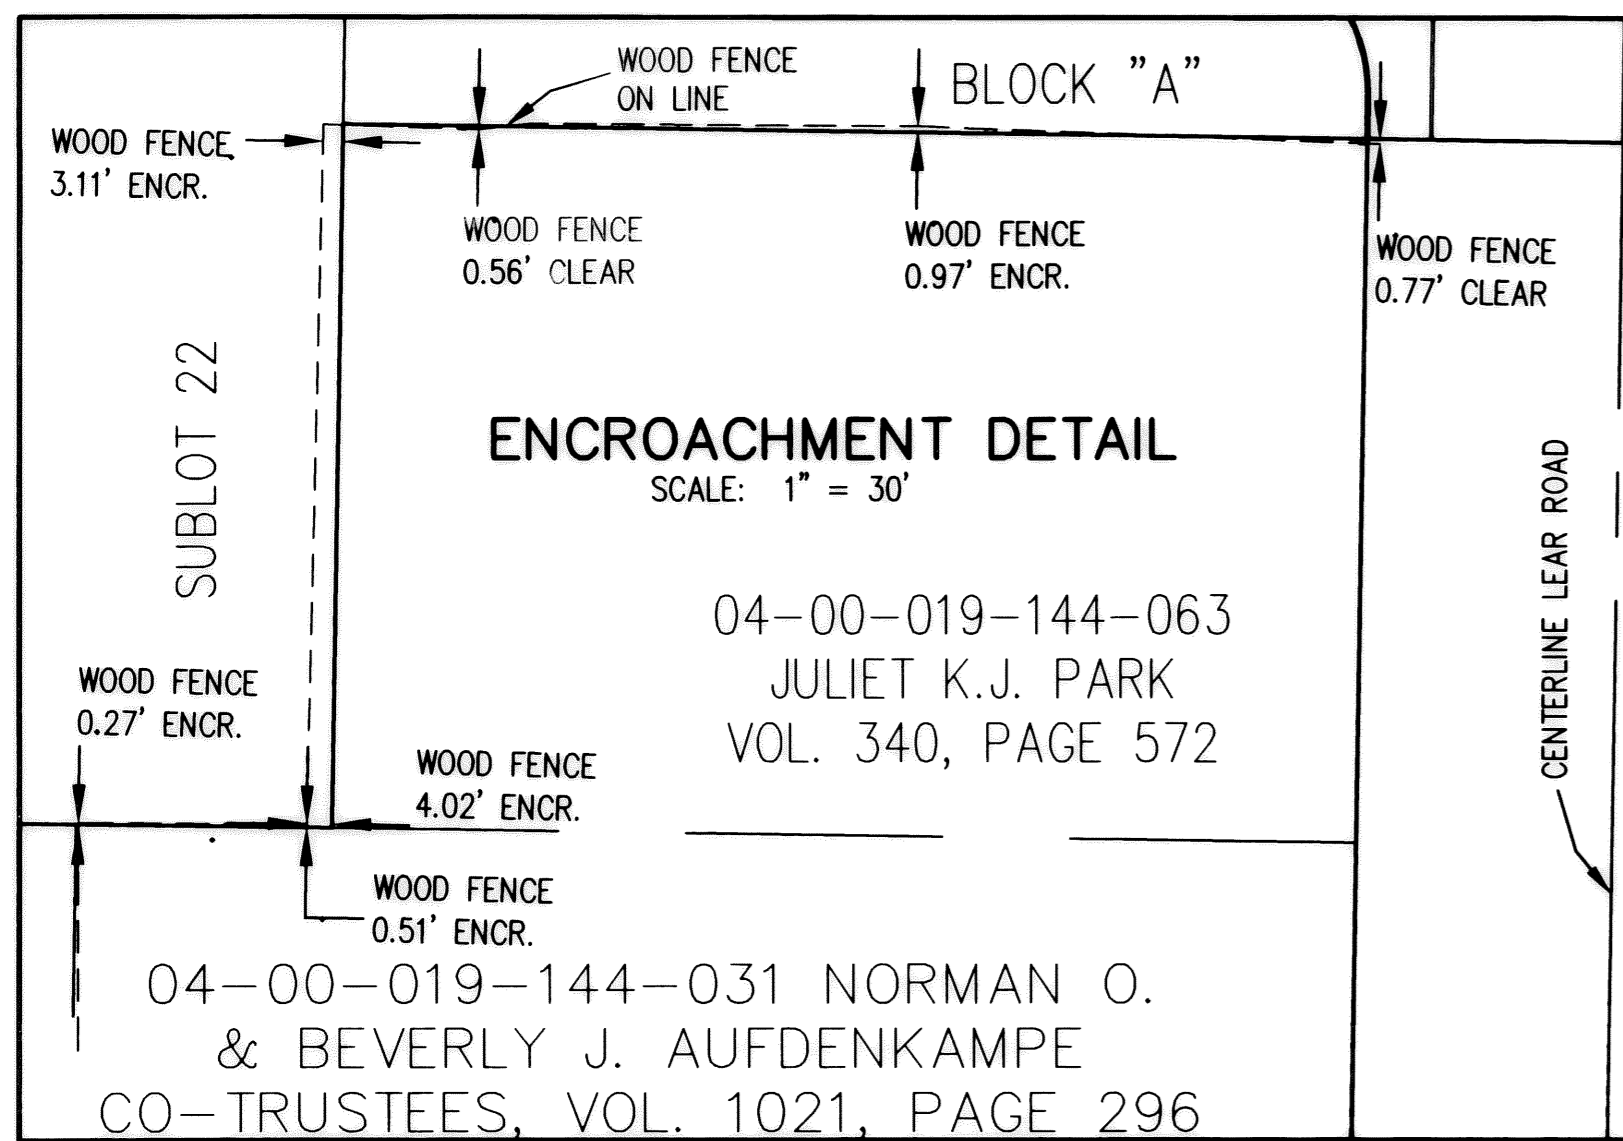 WOOD FENCE
ON LINE
BLOCK "A"
WOOD FENCE
3.11' ENCR.
WOOD FENCE
0.56' CLEAR
WOOD FENCE
0.97' ENCR.
WOOD FENCE
0.77' CLEAR
SUBLOT 22
ENCROACHMENT DETAIL
SCALE: 1" = 30'
CENTERLINE LEAR ROAD
04-00-019-144-063
JULIET K.J. PARK
VOL. 340, PAGE 572
WOOD FENCE
0.27' ENCR.
WOOD FENCE
4.02' ENCR.
WOOD FENCE
0.51' ENCR.
04-00-019-144-031 NORMAN O.
& BEVERLY J. AUFDENKAMPE
CO-TRUSTEES, VOL. 1021, PAGE 296